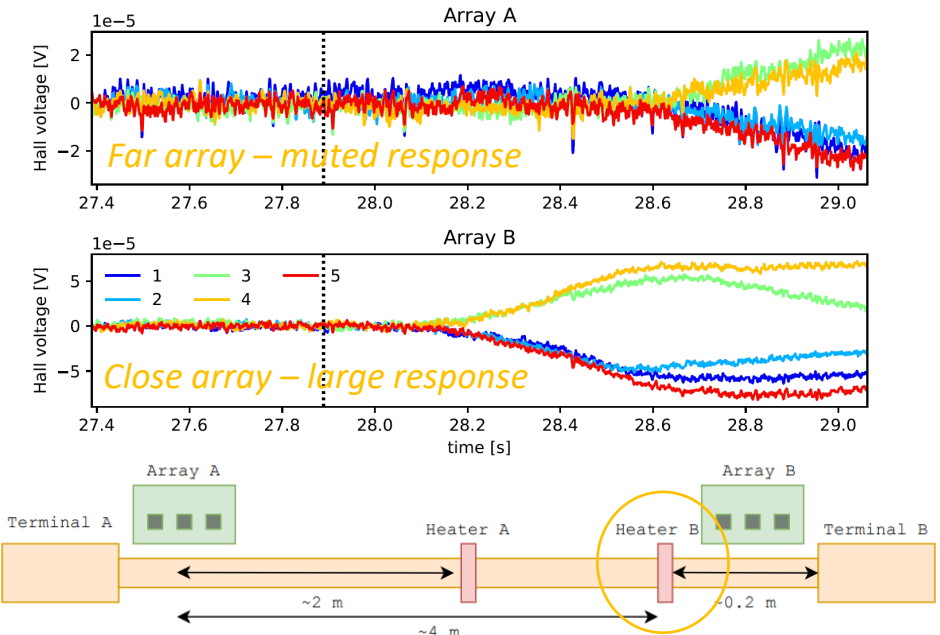 Array A
1e−5
Hall voltage [V]
2
0
−2
Far array – muted response
27.4 27.6 27.8 28.0 28.2 28.4 28.6 28.8 29.0
Array B
1e−5
Hall voltage [V]
5
0
−5
1 3 5
2 4
Close array – large response
27.4 27.6 27.8 28.0 28.2 28.4 28.6 28.8 29.0
time [s]
Array A Array B
Terminal A Heater A Heater B Terminal B
~2 m ~0.2 m
~4 m